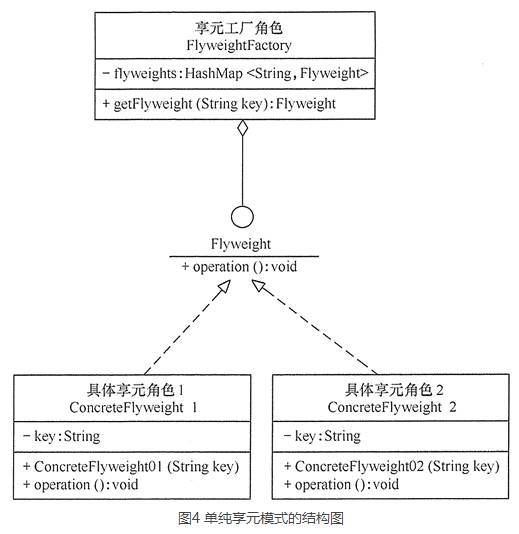 享元工厂角色
FlyweightFactory
- flyweights:HashMap <String,Flyweight>
+ getFlyweight (String key):Flyweight
Flyweight
+ operation ():void
具体享元角色1
ConcreteFlyweight 1
- key:String
+ ConcreteFlyweight01 (String key)
+ operation ():void
具体享元角色2
ConcreteFlyweight 2
- key:String
+ ConcreteFlyweight02 (String key)
+ operation ():void
图4 单纯享元模式的结构图